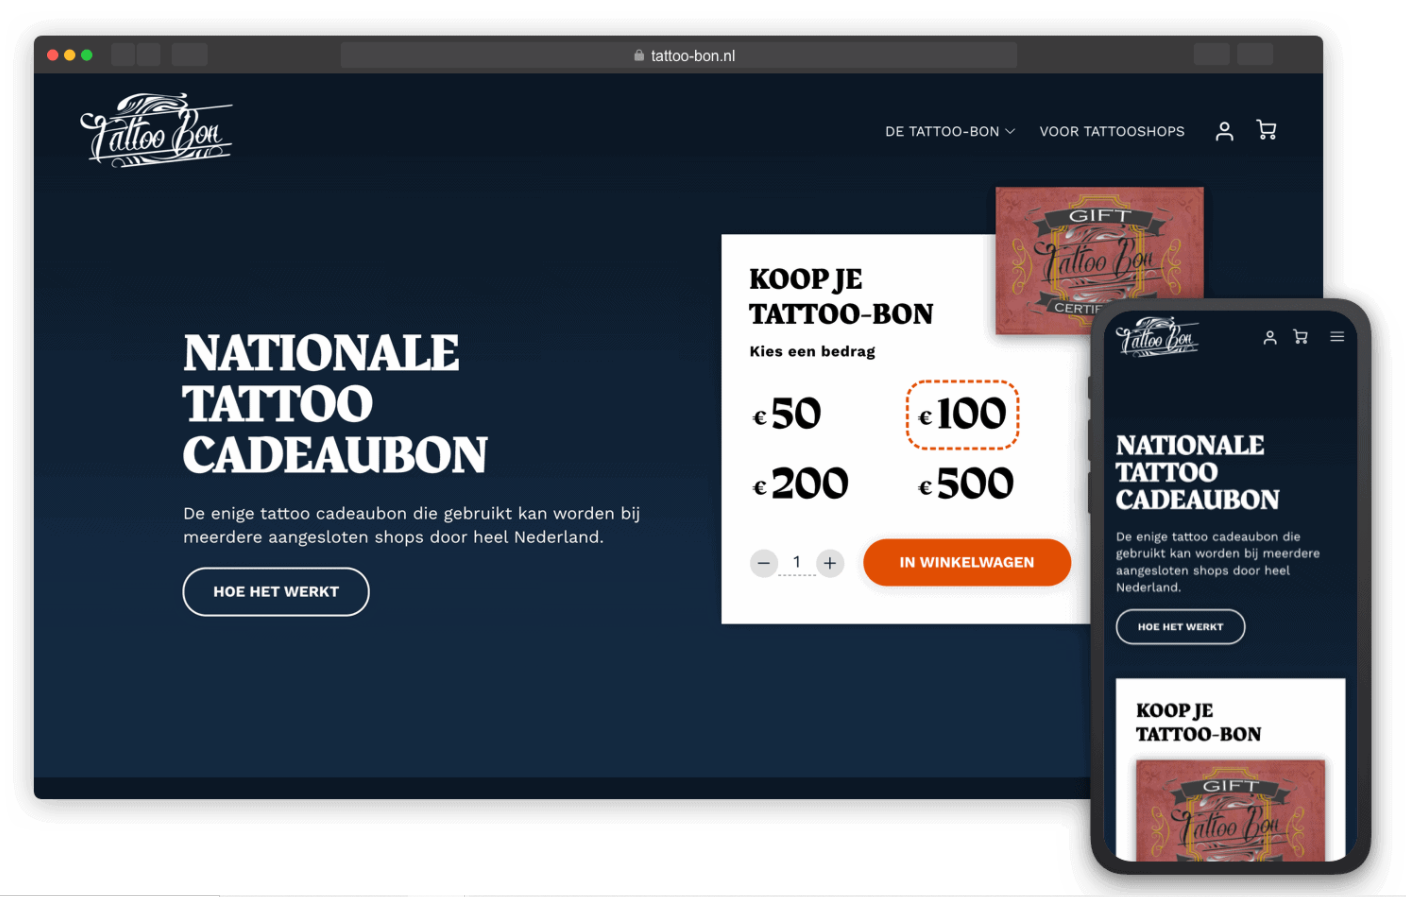 tattoo-bon.nl
Tattoo Bon
DE TATTOO-BON
VOOR TATTOOSHOPS
NATIONALE
TATTOO
CADEAUBON
De enige tattoo cadeaubon die gebruikt kan worden bij
meerdere aangesloten shops door heel Nederland.
HOE HET WERKT
GIFT
Tattoo Bon
CERTIF
KOOP JE
TATTOO-BON
Kies een bedrag
€ 50
€ 100
€ 200
€ 500
− 1 +
IN WINKELWAGEN
Tattoo Bon
NATIONALE
TATTOO
CADEAUBON
De enige tattoo cadeaubon die
gebruikt kan worden bij meerdere
aangesloten shops door heel
Nederland.
HOE HET WERKT
KOOP JE
TATTOO-BON
GIFT
Tattoo Bon